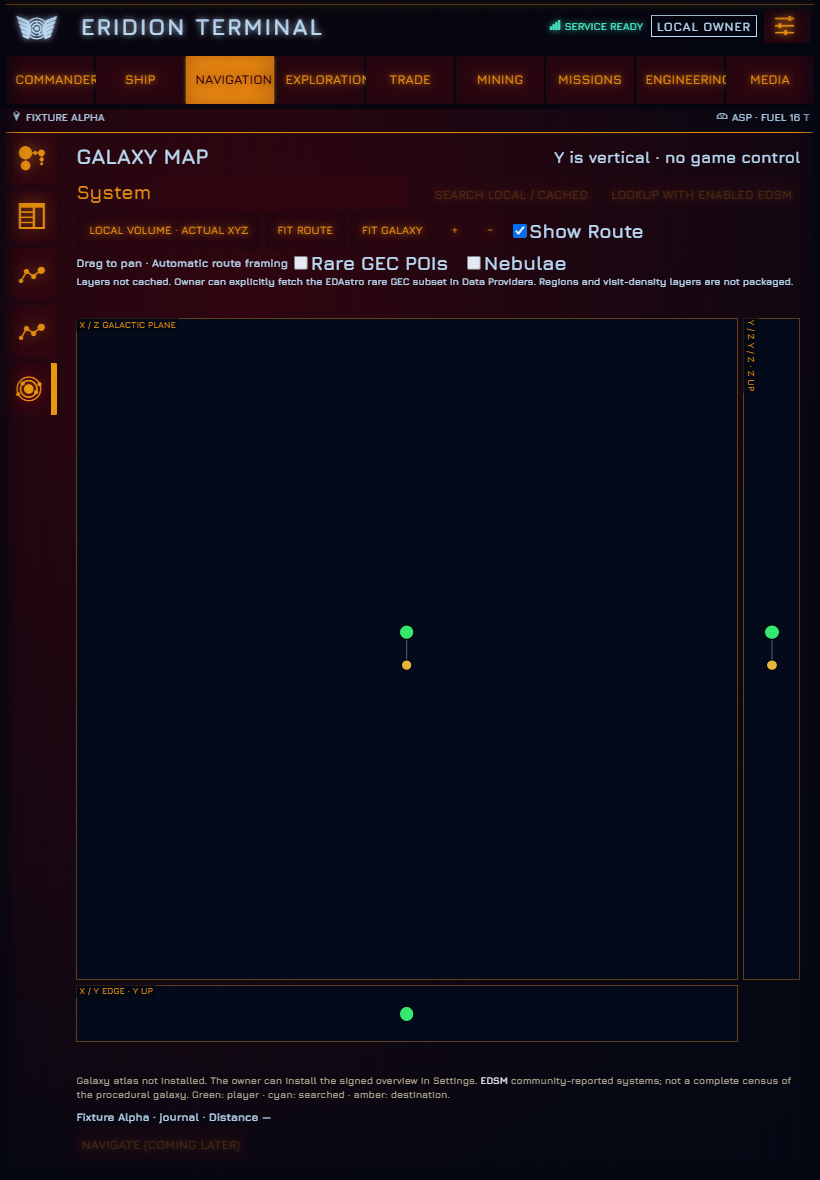 ERIDION TERMINAL
SERVICE READY
LOCAL OWNER
COMMANDER
SHIP
NAVIGATION
EXPLORATION
TRADE
MINING
MISSIONS
ENGINEERING
MEDIA
FIXTURE ALPHA
ASP · FUEL 16 T
GALAXY MAP
Y is vertical · no game control
System
SEARCH LOCAL / CACHED
LOOKUP WITH ENABLED EDSM
LOCAL VOLUME · ACTUAL XYZ
FIT ROUTE
FIT GALAXY
+
−
Show Route
Drag to pan · Automatic route framing
Rare GEC POIs
Nebulae
Layers not cached. Owner can explicitly fetch the EDAstro rare GEC subset in Data Providers. Regions and visit-density layers are not packaged.
X / Z GALACTIC PLANE
Y / Z Y / Z · Z UP
X / Y EDGE · Y UP
Galaxy atlas not installed. The owner can install the signed overview in Settings. EDSM community-reported systems; not a complete census of
the procedural galaxy. Green: player · cyan: searched · amber: destination.
Fixture Alpha · journal · Distance —
NAVIGATE (COMING LATER)